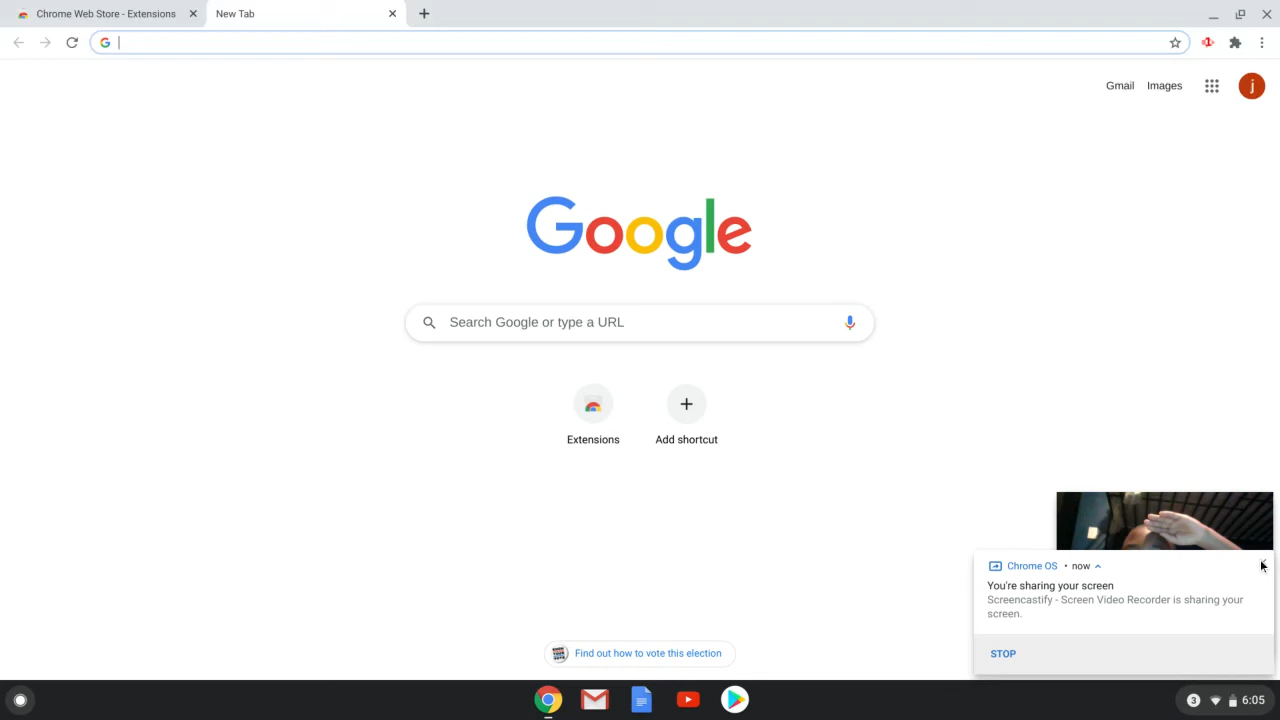 Chrome Web Store - Extensions
New Tab
1
Gmail Images j
Google
Search Google or type a URL
Extensions
Add shortcut
Chrome OS • now
You're sharing your screen
Screencastify - Screen Video Recorder is sharing your
screen.
STOP
Find out how to vote this election
3 6:05